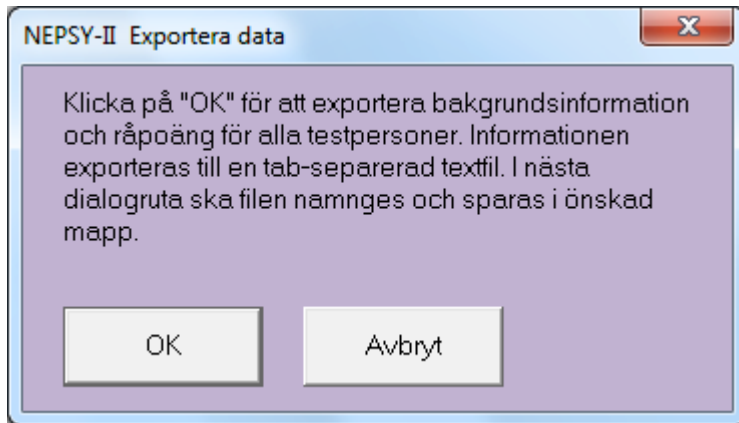 NEPSY-II Exportera data
Klicka på "OK" för att exportera bakgrundsinformation
och råpoäng för alla testpersoner. Informationen
exporteras till en tab-separerad textfil. I nästa
dialogruta ska filen namnges och sparas i önskad
mapp.
OK
Avbryt